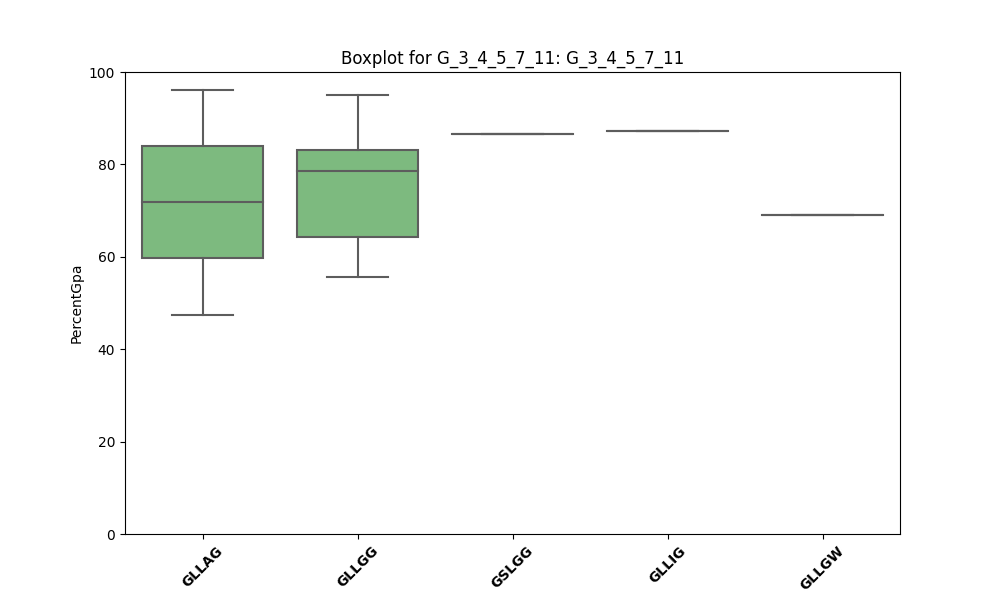 Boxplot for G_3_4_5_7_11: G_3_4_5_7_11
PercentGpa
100
80
60
40
20
0
GLLAG
GLLGG
GSLGG
GLLIG
GLLGW